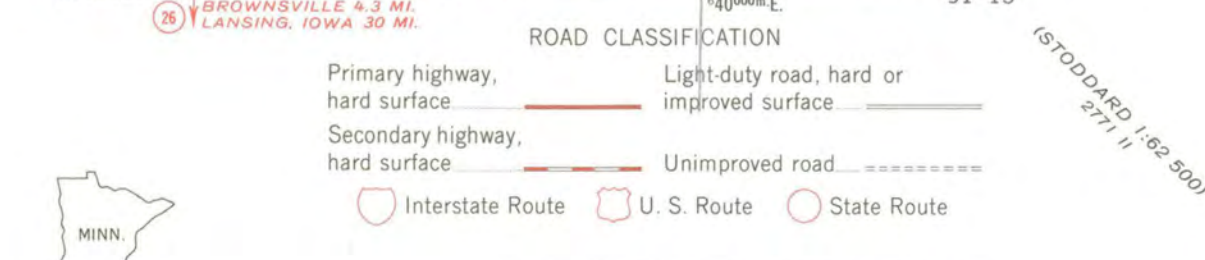 26 BROWNSVILLE 4.3 MI.
LANSING, IOWA 30 MI.
⁶40⁰⁰⁰ᵐ·E.
ROAD CLASSIFICATION
Primary highway,
hard surface
Light-duty road, hard or
improved surface
Secondary highway,
hard surface
Unimproved road
Interstate Route
U. S. Route
State Route
(STODDARD 1:62 500)
2771 II
MINN.